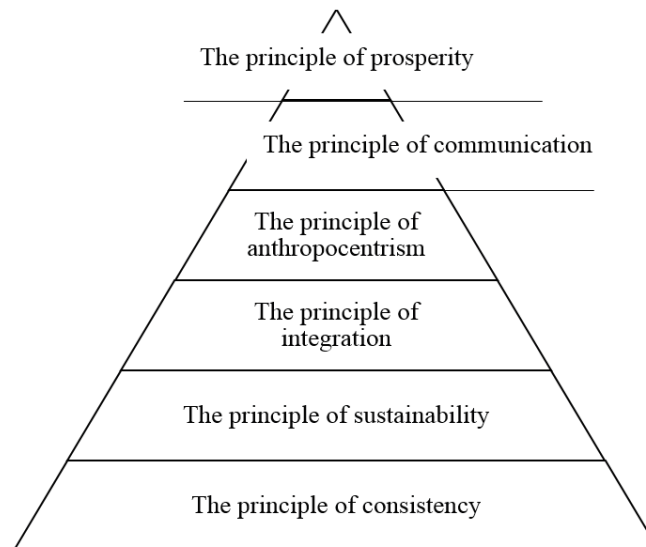 The principle of prosperity
The principle of communication
The principle of
anthropocentrism
The principle of
integration
The principle of sustainability
The principle of consistency